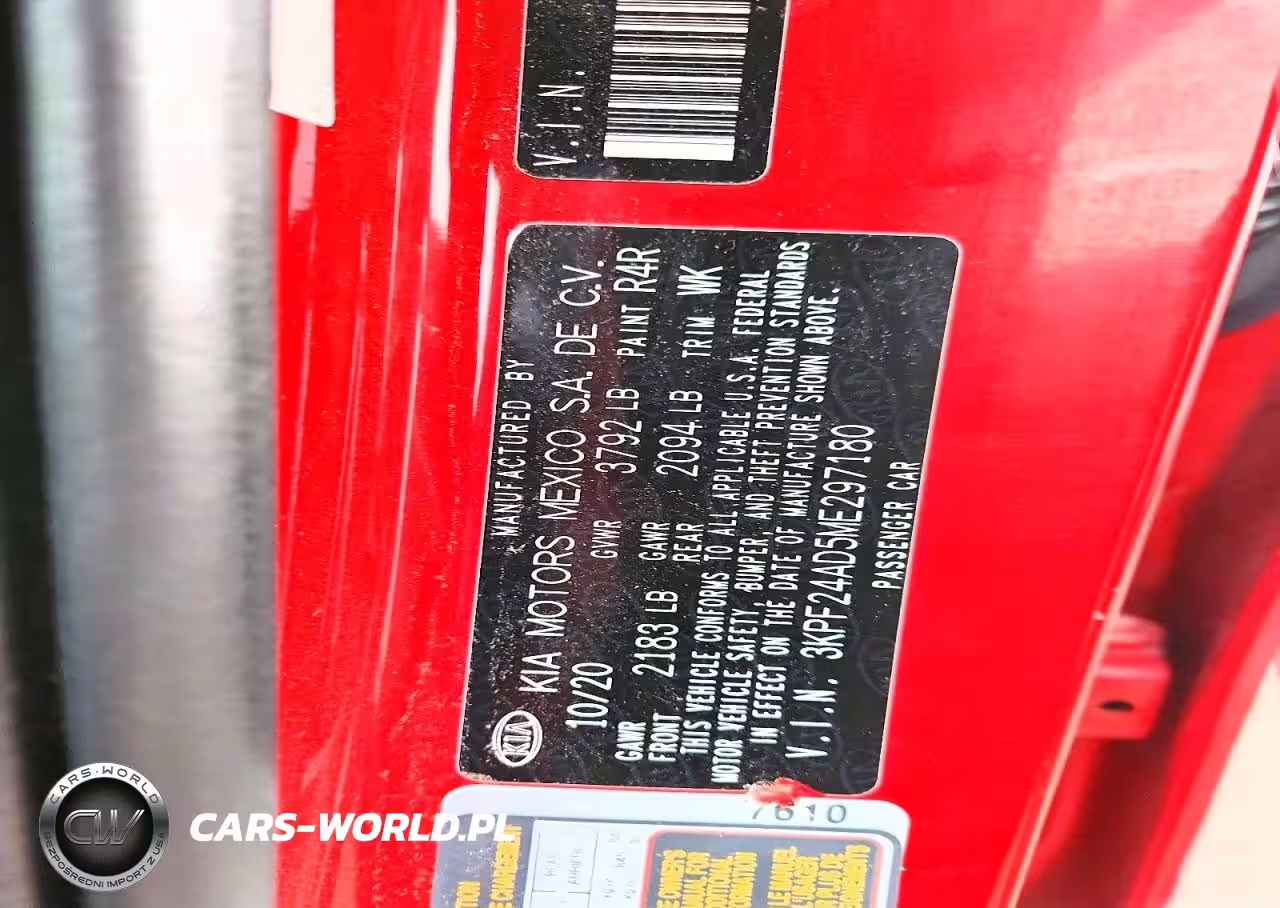 V.I.N.
MANUFACTURED BY
KIA KIA MOTORS MEXICO S.A. DE C.V.
10/20 GVWR 3792 LB PAINT R4R
GAWR FRONT 2183 LB GAWR REAR 2094 LB TRIM WK
THIS VEHICLE CONFORMS TO ALL APPLICABLE U.S.A. FEDERAL
MOTOR VEHICLE SAFETY, BUMPER, AND THEFT PREVENTION STANDARDS
IN EFFECT ON THE DATE OF MANUFACTURE SHOWN ABOVE.
V.I.N. 3KPF24AD5ME297180
PASSENGER CAR
7610
CARS-WORLD
CW
BEZPOŚREDNI IMPORT Z USA
CARS-WORLD.PL